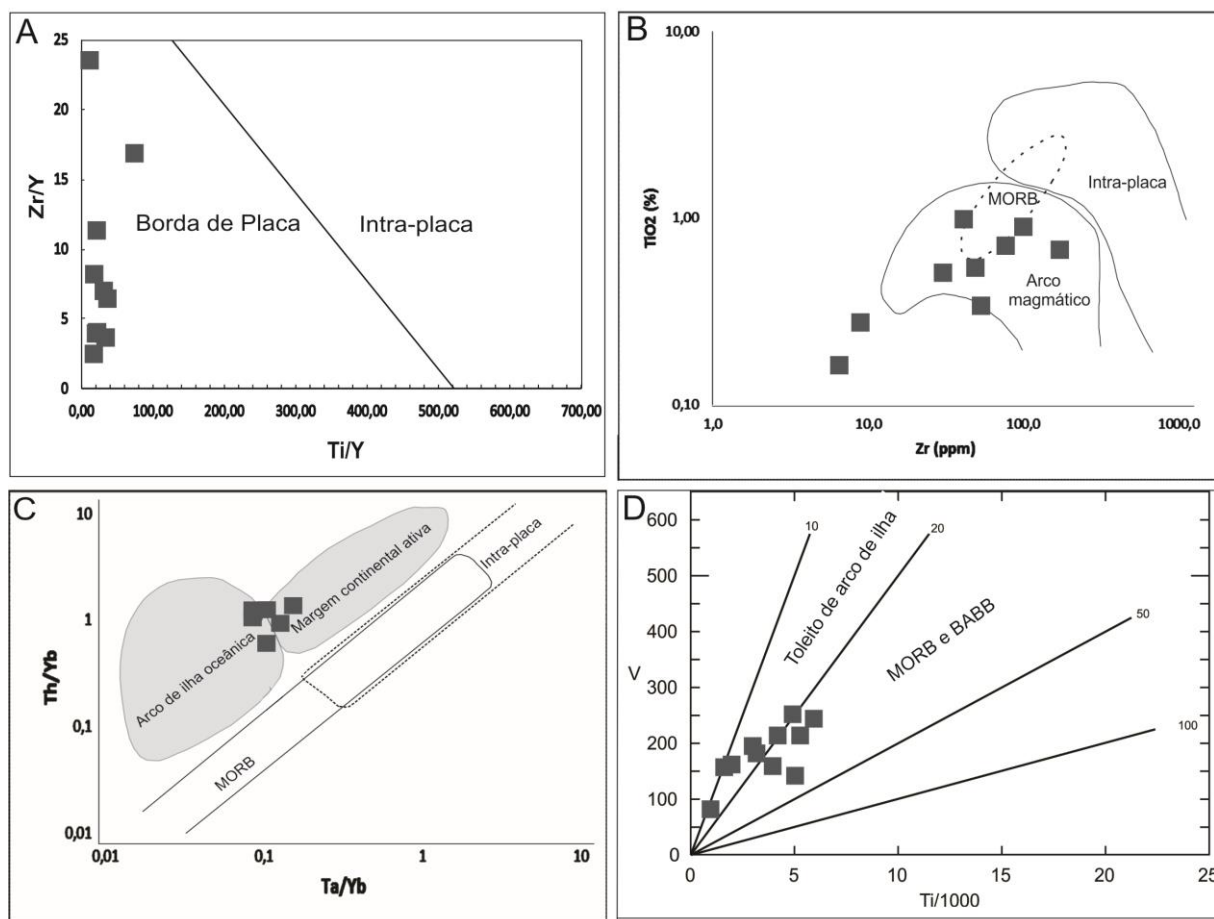 A
25
20
15
10
5
0
Zr/Y
Borda de Placa
Intra-placa
0,00 100,00 200,00 300,00 400,00 500,00 600,00 700,00
Ti/Y
B
10,00
1,00
0,10
TiO2 (%)
MORB
Intra-placa
Arco
magmático
1,0 10,0 100,0 1000,0
Zr (ppm)
C
10
1
0,1
0,01
Th/Yb
Arco de ilha oceânica
Margem continental ativa
Intra-placa
MORB
0,01 0,1 1 10
Ta/Yb
D
600
500
400
V
300
200
100
0
10
20
50
100
Toleito de arco de ilha
MORB e BABB
0 5 10 15 20 25
Ti/1000